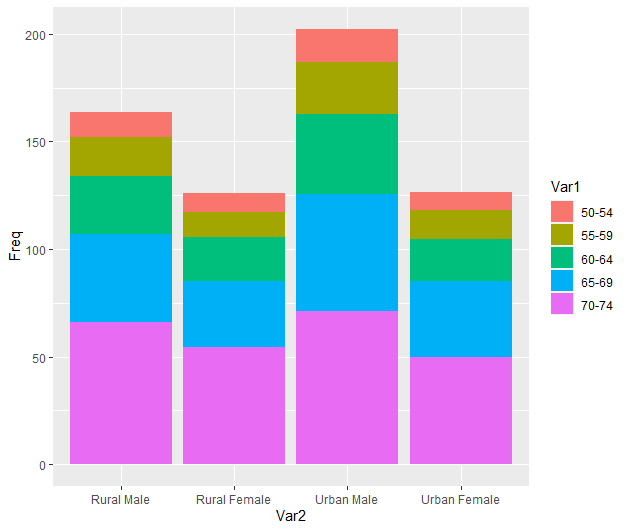 Freq
200
150
100
50
0
Rural Male
Rural Female
Urban Male
Urban Female
Var2
Var1
50-54
55-59
60-64
65-69
70-74